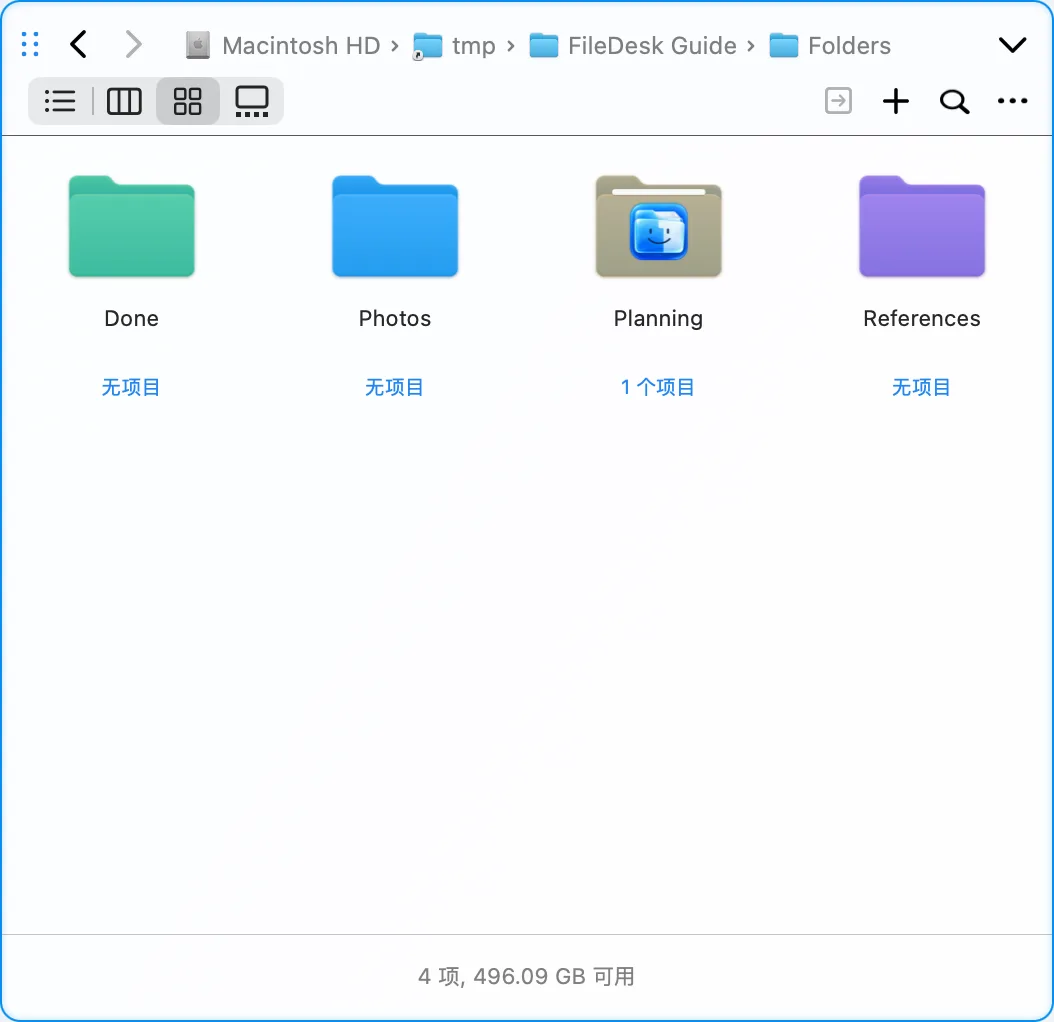 Macintosh HD › tmp › FileDesk Guide › Folders
Done Photos Planning References
无项目 无项目 1 个项目 无项目
4 项, 496.09 GB 可用